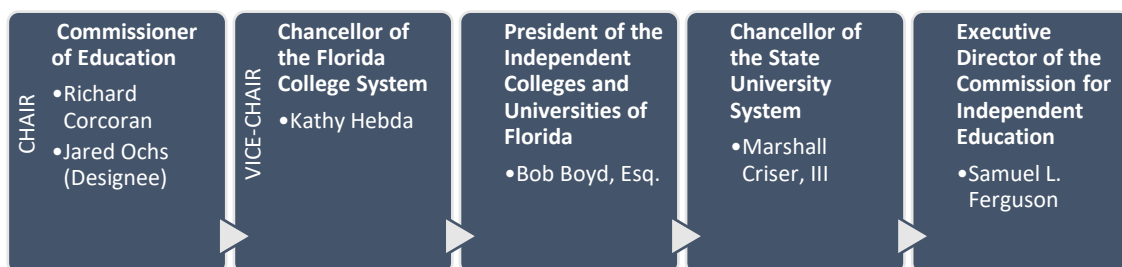 CHAIR
Commissioner
of Education
•Richard
Corcoran
•Jared Ochs
(Designee)
VICE-CHAIR
Chancellor of
the Florida
College System
•Kathy Hebda
President of the
Independent
Colleges and
Universities of
Florida
•Bob Boyd, Esq.
Chancellor of
the State
University
System
•Marshall
Criser, III
Executive
Director of the
Commission for
Independent
Education
•Samuel L.
Ferguson